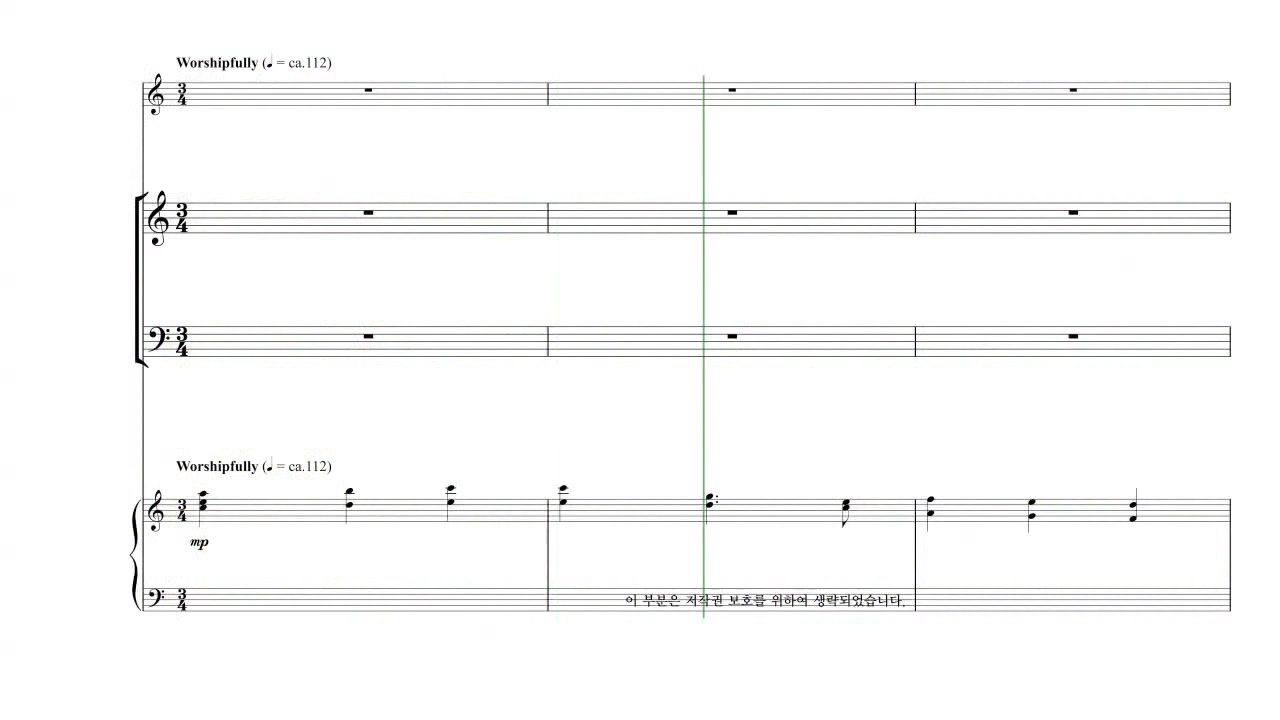 Worshipfully (♩ = ca.112)
Worshipfully (♩ = ca.112)
mp
이 부분은 저작권 보호를 위하여 생략되었습니다.